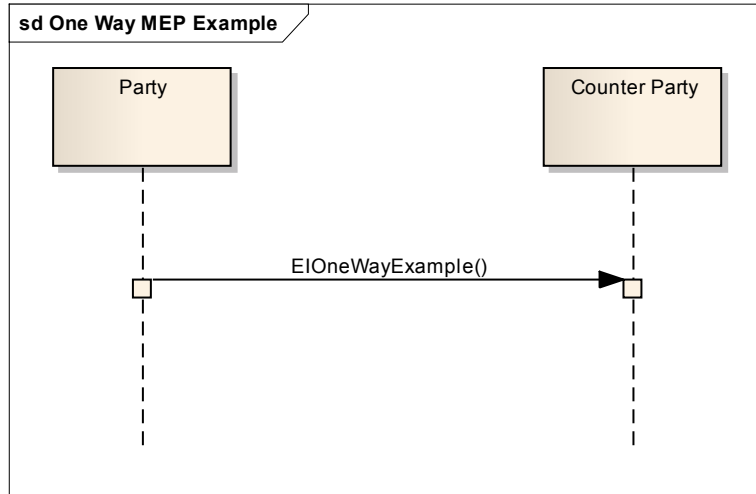 sd One Way MEP Example
Party
Counter Party
EIOneWayExample()